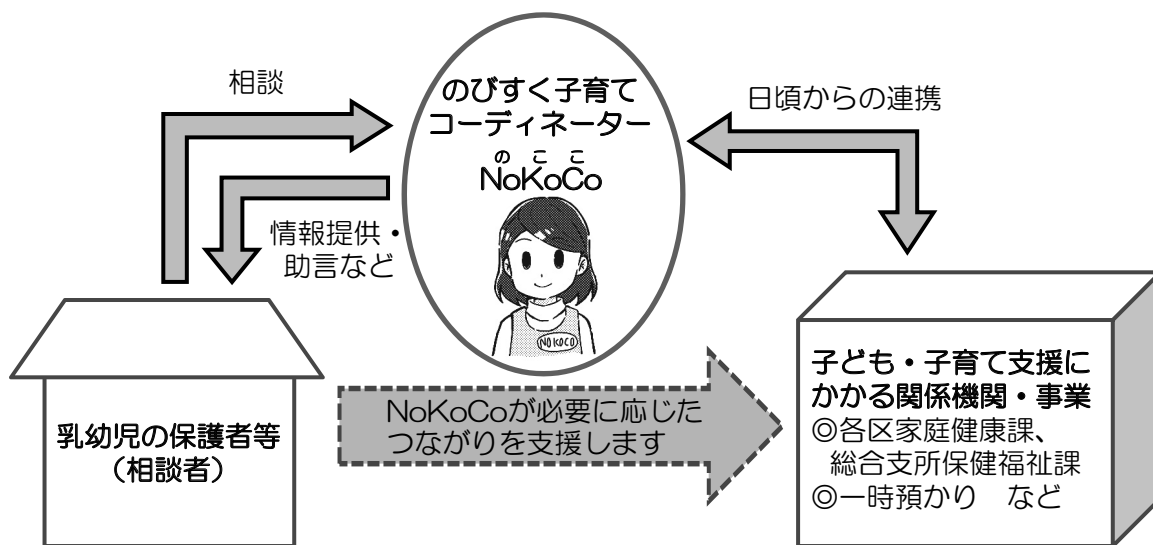 相談
のびすく子育て
コーディネーター
のここ
NoKoCo
日頃からの連携
情報提供・
助言など
NOKOCO
乳幼児の保護者等
（相談者）
NoKoCoが必要に応じた
つながりを支援します
子ども・子育て支援に
かかる関係機関・事業
◎各区家庭健康課、
総合支所保健福祉課
◎一時預かり　など